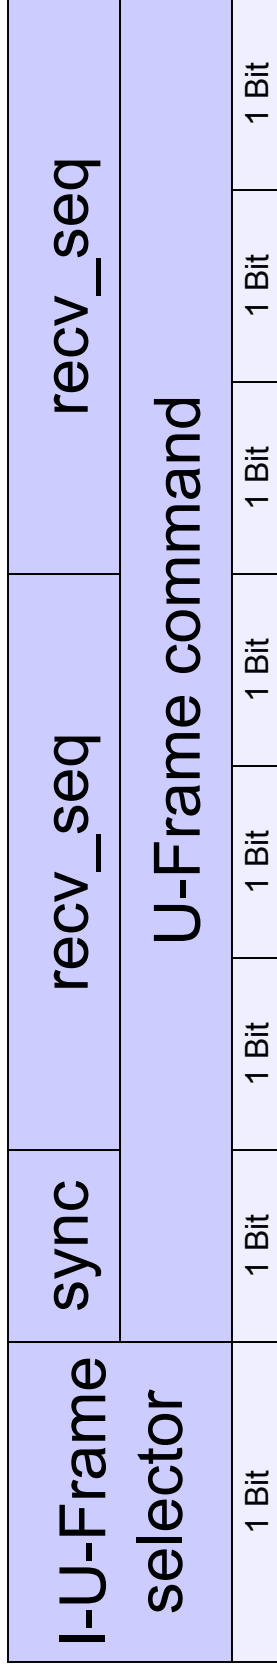 I-U-Frame
selector
sync
recv_seq
recv_seq
U-Frame command
1 Bit
1 Bit
1 Bit
1 Bit
1 Bit
1 Bit
1 Bit
1 Bit